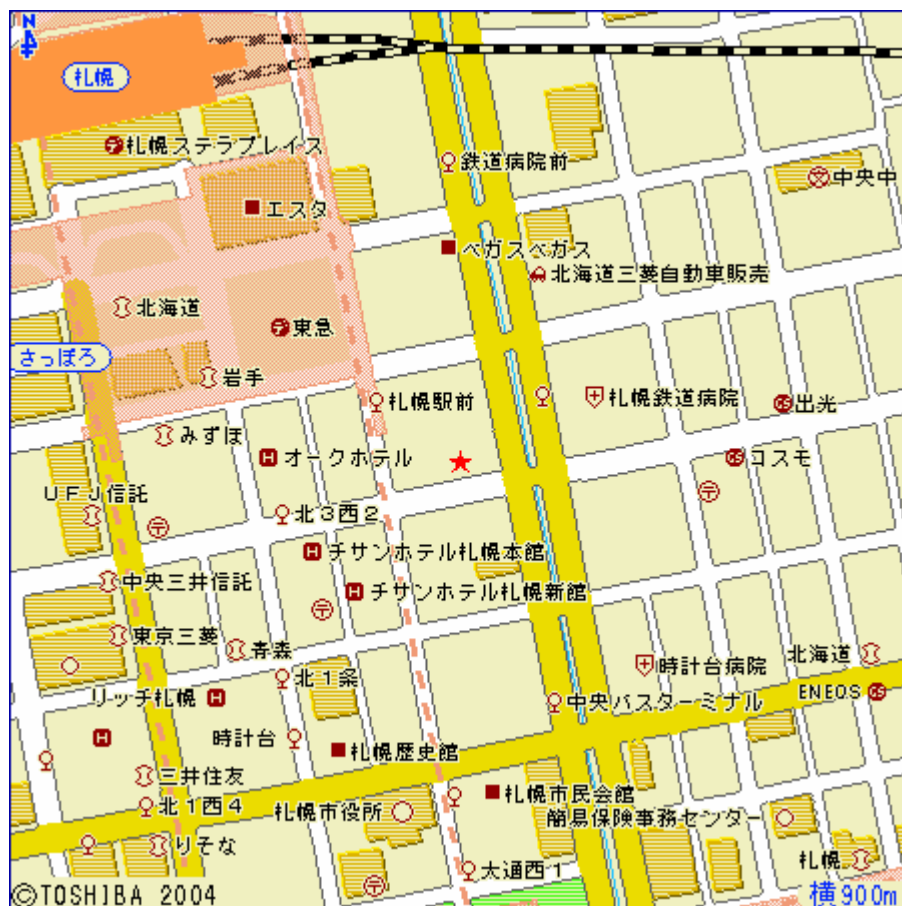 N
札幌
札幌ステラプレイス
鉄道病院前
中央中
エスタ
ベガスベガス
北海道三菱自動車販売
北海道
東急
さっぽろ
岩手
札幌駅前
札幌鉄道病院
GS出光
みずほ
Hオークホテル
GSコスモ
〒
UFJ信託
〒
北3西2
Hチサンホテル札幌本館
中央三井信託
Hチサンホテル札幌新館
〒
東京三菱
青森
時計台病院
北海道
北1条
リッチ札幌H
中央バスターミナル
ENEOS GS
H
時計台
札幌歴史館
三井住友
北1西4
札幌市役所
札幌市民会館
簡易保険事務センター
りそな
大通西1
札幌
〒
©TOSHIBA 2004
横900m